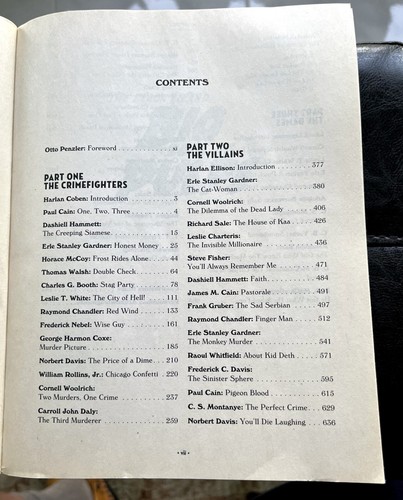 CONTENTS
Otto Penzler: Foreword . . . . . . . . . . . . . . xi
PART ONE
THE CRIMEFIGHTERS
Harlan Coben: Introduction . . . . . . . . . . 3
Paul Cain: One, Two, Three . . . . . . . . . . 4
Dashiell Hammett:
The Creeping Siamese . . . . . . . . . . . . . 15
Erle Stanley Gardner: Honest Money . . . 25
Horace McCoy: Frost Rides Alone . . . . . 44
Thomas Walsh: Double Check . . . . . . . . 64
Charles G. Booth: Stag Party . . . . . . . . . 78
Leslie T. White: The City of Hell! . . . . . . 111
Raymond Chandler: Red Wind . . . . . . . 133
Frederick Nebel: Wise Guy . . . . . . . . . . 161
George Harmon Coxe:
Murder Picture . . . . . . . . . . . . . . . . . . 185
Norbert Davis: The Price of a Dime . . . 210
William Rollins, Jr.: Chicago Confetti . . 220
Cornell Woolrich:
Two Murders, One Crime . . . . . . . . . . 237
Carroll John Daly:
The Third Murderer . . . . . . . . . . . . . . 259
PART TWO
THE VILLAINS
Harlan Ellison: Introduction . . . . . . . . . 377
Erle Stanley Gardner:
The Cat-Woman . . . . . . . . . . . . . . . . 380
Cornell Woolrich:
The Dilemma of the Dead Lady . . . . . 406
Richard Sale: The House of Kaa . . . . . . 426
Leslie Charteris:
The Invisible Millionaire . . . . . . . . . . . 436
Steve Fisher:
You'll Always Remember Me . . . . . . . 471
Dashiell Hammett: Faith . . . . . . . . . . . 484
James M. Cain: Pastorale . . . . . . . . . . . 491
Frank Gruber: The Sad Serbian . . . . . . 497
Raymond Chandler: Finger Man . . . . . . 512
Erle Stanley Gardner:
The Monkey Murder . . . . . . . . . . . . . 541
Raoul Whitfield: About Kid Deth . . . . . 571
Frederick C. Davis:
The Sinister Sphere . . . . . . . . . . . . . . 595
Paul Cain: Pigeon Blood . . . . . . . . . . . 615
C. S. Montanye: The Perfect Crime . . . 629
Norbert Davis: You'll Die Laughing . . . 636
• vii •